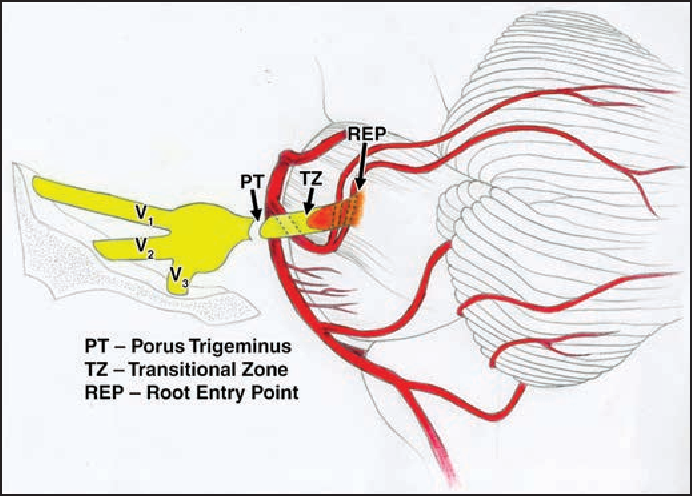 REP
PT
TZ
V1
V2
V3
PT – Porus Trigeminus
TZ – Transitional Zone
REP – Root Entry Point